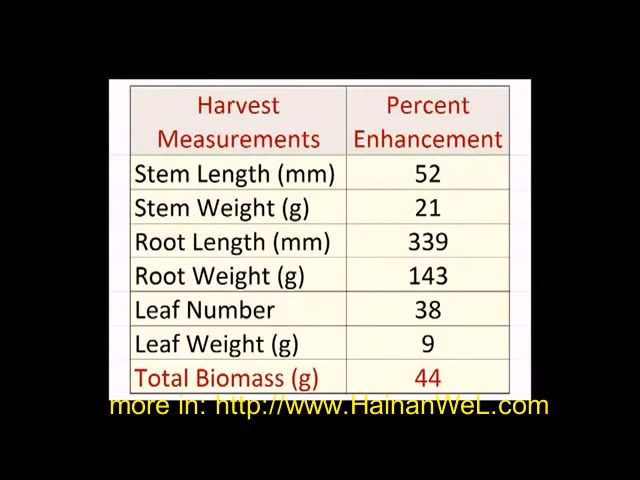 Harvest Measurements Percent Enhancement
Stem Length (mm) 52
Stem Weight (g) 21
Root Length (mm) 339
Root Weight (g) 143
Leaf Number 38
Leaf Weight (g) 9
Total Biomass (g) 44
more in: http://www.HainanWeL.com